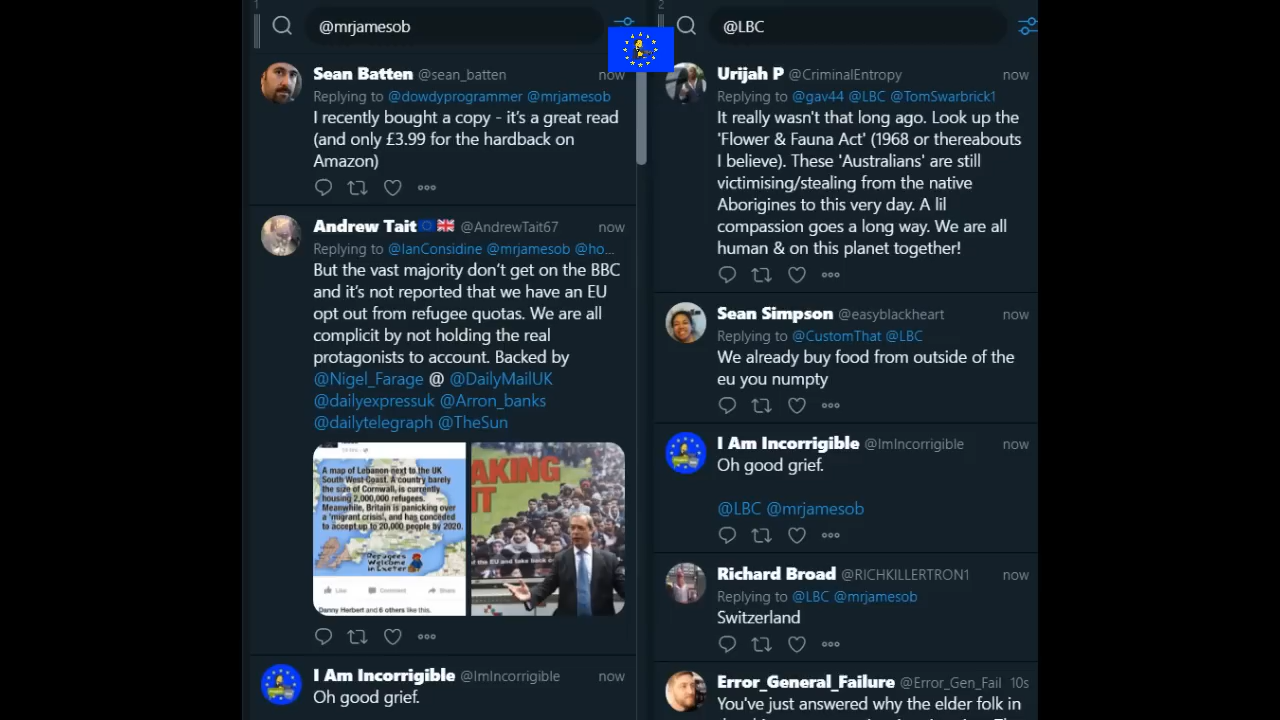 1
@mrjamesob
Sean Batten @sean_batten now
Replying to @dowdyprogrammer @mrjamesob
I recently bought a copy - it's a great read
(and only £3.99 for the hardback on
Amazon)
Andrew Tait @AndrewTait67 now
Replying to @IanConsidine @mrjamesob @ho...
But the vast majority don't get on the BBC
and it's not reported that we have an EU
opt out from refugee quotas. We are all
complicit by not holding the real
protagonists to account. Backed by
@Nigel_Farage @ @DailyMailUK
@dailyexpressuk @Arron_banks
@dailytelegraph @TheSun
A map of Lebanon next to the UK
South West Coast. A country barely
the size of Cornwall, is currently
housing 2,000,000 refugees.
Meanwhile, Britain is panicking over
a 'migrant crisis', and has conceded
to accept up to 20,000 people by 2020.
Refugees
Welcome
in Exeter
Like Comment Share
Danny Herbert and 6 others like this.
AKING
IT
f the EU and take back co
I Am Incorrigible @ImIncorrigible now
Oh good grief.
2
@LBC
Urijah P @CriminalEntropy now
Replying to @gav44 @LBC @TomSwarbrick1
It really wasn't that long ago. Look up the
'Flower & Fauna Act' (1968 or thereabouts
I believe). These 'Australians' are still
victimising/stealing from the native
Aborigines to this very day. A lil
compassion goes a long way. We are all
human & on this planet together!
Sean Simpson @easyblackheart now
Replying to @CustomThat @LBC
We already buy food from outside of the
eu you numpty
I Am Incorrigible @ImIncorrigible now
Oh good grief.
@LBC @mrjamesob
Richard Broad @RICHKILLERTRON1 now
Replying to @LBC @mrjamesob
Switzerland
Error_General_Failure @Error_Gen_Fail 10s
You've just answered why the elder folk in